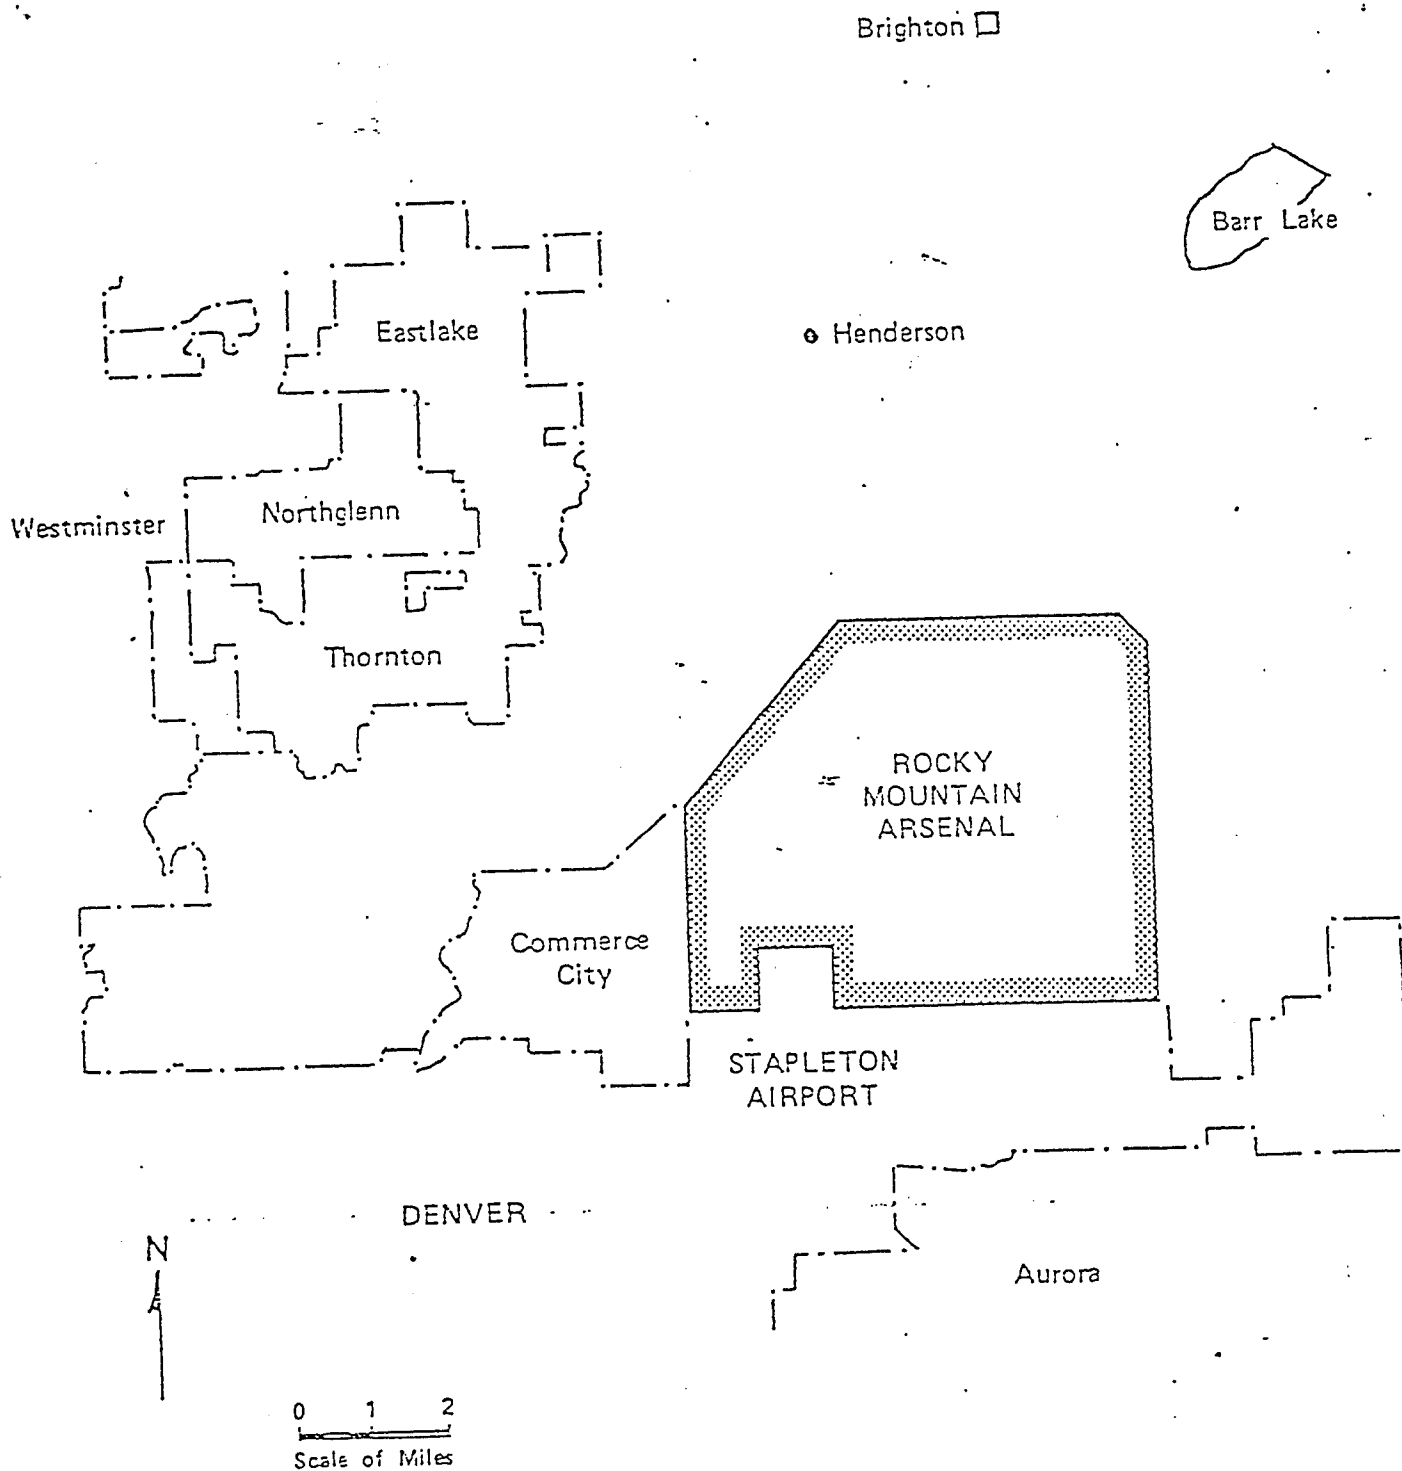 Brighton
Barr Lake
Henderson
Eastlake
Northglenn
Westminster
Thornton
ROCKY
MOUNTAIN
ARSENAL
Commerce
City
STAPLETON
AIRPORT
DENVER
N
Aurora
0 1 2
Scale of Miles